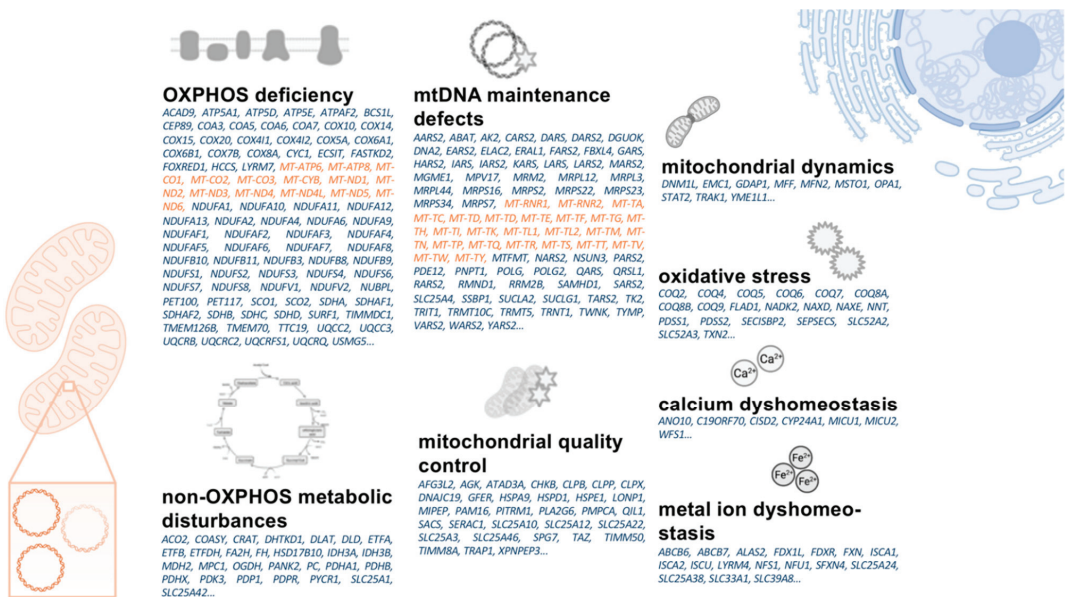 OXPHOS deficiency
ACAD9, ATP5A1, ATP5D, ATP5E, ATPAF2, BCS1L,
CEP89, COA3, COA5, COA6, COA7, COX10, COX14,
COX15, COX20, COX4I1, COX4I2, COX5A, COX6A1,
COX6B1, COX7B, COX8A, CYC1, ECSIT, FASTKD2,
FOXRED1, HCCS, LYRM7, MT-ATP6, MT-ATP8, MT-
CO1, MT-CO2, MT-CO3, MT-CYB, MT-ND1, MT-
ND2, MT-ND3, MT-ND4, MT-ND4L, MT-ND5, MT-
ND6, NDUFA1, NDUFA10, NDUFA11, NDUFA12,
NDUFA13, NDUFA2, NDUFA4, NDUFA6, NDUFA9,
NDUFAF1, NDUFAF2, NDUFAF3, NDUFAF4,
NDUFAF5, NDUFAF6, NDUFAF7, NDUFAF8,
NDUFB10, NDUFB11, NDUFB3, NDUFB8, NDUFB9,
NDUFS1, NDUFS2, NDUFS3, NDUFS4, NDUFS6,
NDUFS7, NDUFS8, NDUFV1, NDUFV2, NUBPL,
PET100, PET117, SCO1, SCO2, SDHA, SDHAF1,
SDHAF2, SDHB, SDHC, SDHD, SURF1, TIMMDC1,
TMEM126B, TMEM70, TTC19, UQCC2, UQCC3,
UQCRB, UQCRC2, UQCRFS1, UQCRQ, USMG5...
mtDNA maintenance
defects
AARS2, ABAT, AK2, CARS2, DARS, DARS2, DGUOK,
DNA2, EARS2, ELAC2, ERAL1, FARS2, FBXL4, GARS,
HARS2, IARS, IARS2, KARS, LARS, LARS2, MARS2,
MGME1, MPV17, MRM2, MRPL12, MRPL3,
MRPL44, MRPS16, MRPS2, MRPS22, MRPS23,
MRPS34, MRPS7, MT-RNR1, MT-RNR2, MT-TA,
MT-TC, MT-TD, MT-TD, MT-TE, MT-TF, MT-TG, MT-
TH, MT-TI, MT-TK, MT-TL1, MT-TL2, MT-TM, MT-
TN, MT-TP, MT-TQ, MT-TR, MT-TS, MT-TT, MT-TV,
MT-TW, MT-TY, MTFMT, NARS2, NSUN3, PARS2,
PDE12, PNPT1, POLG, POLG2, QARS, QRSL1,
RARS2, RMND1, RRM2B, SAMHD1, SARS2,
SLC25A4, SSBP1, SUCLA2, SUCLG1, TARS2, TK2,
TRIT1, TRMT10C, TRMT5, TRNT1, TWNK, TYMP,
VARS2, WARS2, YARS2...
mitochondrial dynamics
DNM1L, EMC1, GDAP1, MFF, MFN2, MSTO1, OPA1,
STAT2, TRAK1, YME1L1...
oxidative stress
COQ2, COQ4, COQ5, COQ6, COQ7, COQ8A,
COQ8B, COQ9, FLAD1, NADK2, NAXD, NAXE, NNT,
PDSS1, PDSS2, SECISBP2, SEPSECS, SLC52A2,
SLC52A3, TXN2...
Ca²⁺
Ca²⁺
calcium dyshomeostasis
ANO10, C19ORF70, CISD2, CYP24A1, MICU1, MICU2,
WFS1...
Fe²⁺
Fe²⁺
Fe²⁺
metal ion dyshomeo-
stasis
ABCB6, ABCB7, ALAS2, FDX1L, FDXR, FXN, ISCA1,
ISCA2, ISCU, LYRM4, NFS1, NFU1, SFXN4, SLC25A24,
SLC25A38, SLC33A1, SLC39A8...
non-OXPHOS metabolic
disturbances
ACO2, COASY, CRAT, DHTKD1, DLAT, DLD, ETFA,
ETFB, ETFDH, FA2H, FH, HSD17B10, IDH3A, IDH3B,
MDH2, MPC1, OGDH, PANK2, PC, PDHA1, PDHB,
PDHX, PDK3, PDP1, PDPR, PYCR1, SLC25A1,
SLC25A42...
mitochondrial quality
control
AFG3L2, AGK, ATAD3A, CHKB, CLPB, CLPP, CLPX,
DNAJC19, GFER, HSPA9, HSPD1, HSPE1, LONP1,
MIPEP, PAM16, PITRM1, PLA2G6, PMPCA, QIL1,
SACS, SERAC1, SLC25A10, SLC25A12, SLC25A22,
SLC25A3, SLC25A46, SPG7, TAZ, TIMM50,
TIMM8A, TRAP1, XPNPEP3...